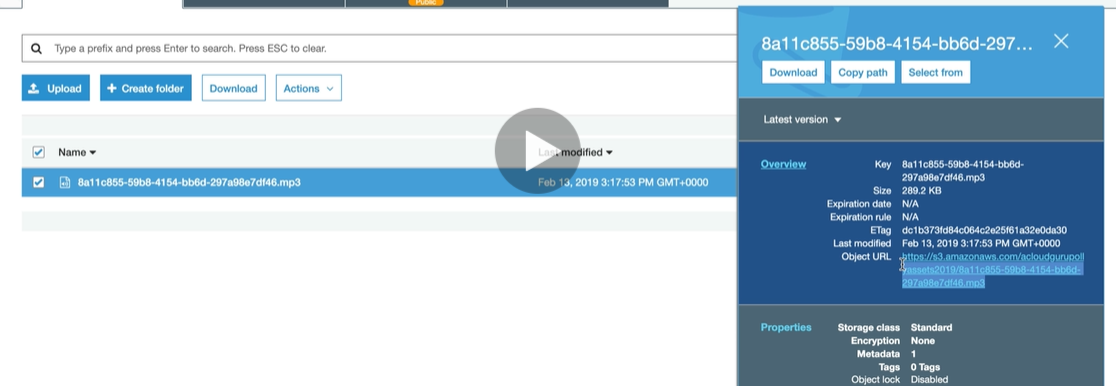 Public
Type a prefix and press Enter to search. Press ESC to clear.
Upload
Create folder
Download
Actions
Name
Last modified
8a11c855-59b8-4154-bb6d-297a98e7df46.mp3
Feb 13, 2019 3:17:53 PM GMT+0000
8a11c855-59b8-4154-bb6d-297...
Download
Copy path
Select from
Latest version
Overview
Key 8a11c855-59b8-4154-bb6d-
297a98e7df46.mp3
Size 289.2 KB
Expiration date N/A
Expiration rule N/A
ETag dc1b373fd84c064c2e25f61a32e0da30
Last modified Feb 13, 2019 3:17:53 PM GMT+0000
Object URL https://s3.amazonaws.com/acloudgurupoll
yassets2019/8a11c855-59b8-4154-bb6d-
297a98e7df46.mp3
Properties
Storage class Standard
Encryption None
Metadata 1
Tags 0 Tags
Object lock Disabled